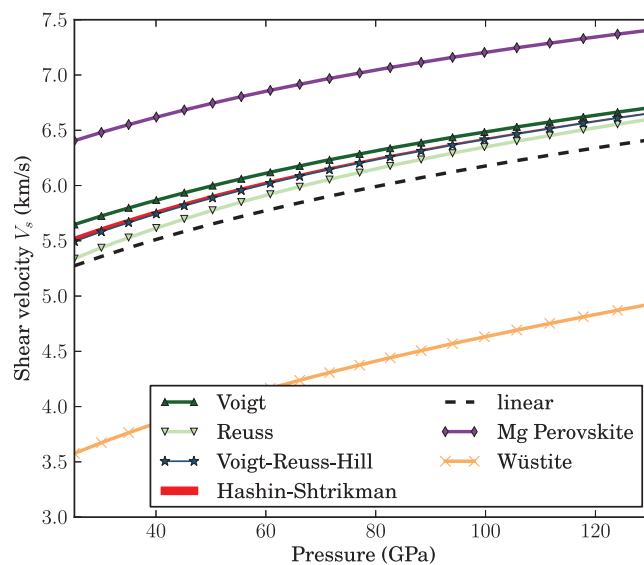 7.5
7.0
6.5
6.0
5.5
5.0
4.5
4.0
3.5
3.0
Shear velocity V_s (km/s)
Voigt
Reuss
Voigt-Reuss-Hill
Hashin-Shtrikman
linear
Mg Perovskite
Wüstite
40
60
80
100
120
Pressure (GPa)